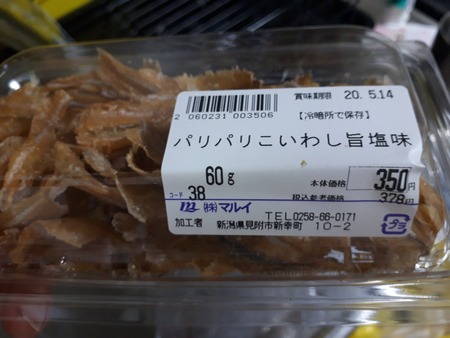 賞味期限 20. 5.14
2 060231 003506
【冷暗所で保存】
パリパリこいわし旨塩味
60g
本体価格 350円
コード 38
税込参考価格 378円
m ㈱マルイ
TEL0258-66-0171
加工者 新潟県見附市新幸町 10-2
プラ